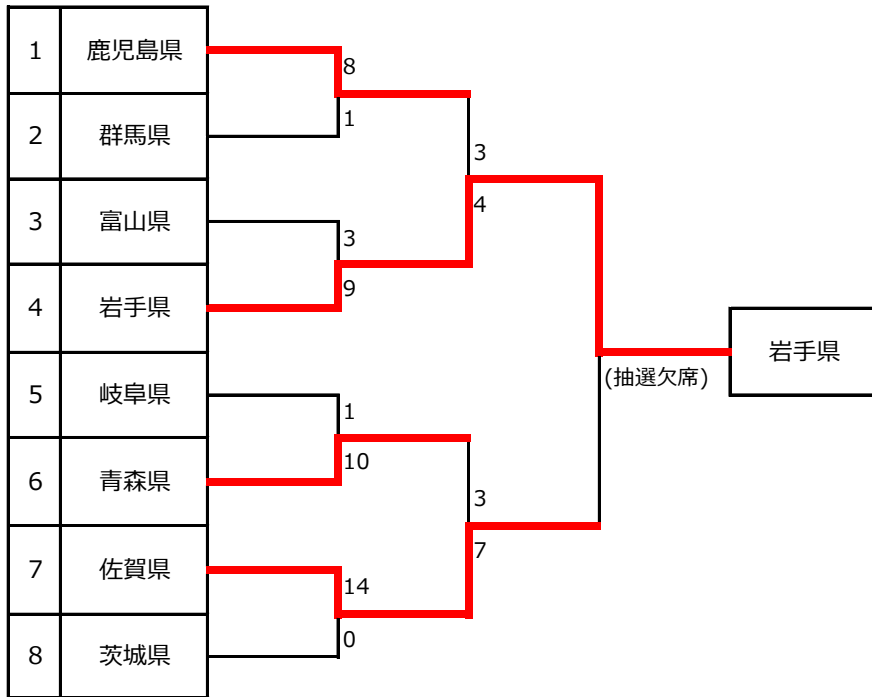 1 鹿児島県
8
1
2 群馬県
3
3 富山県
3
4
9
4 岩手県
岩手県
(抽選欠席)
5 岐阜県
1
10
6 青森県
3
7 佐賀県
7
14
0
8 茨城県